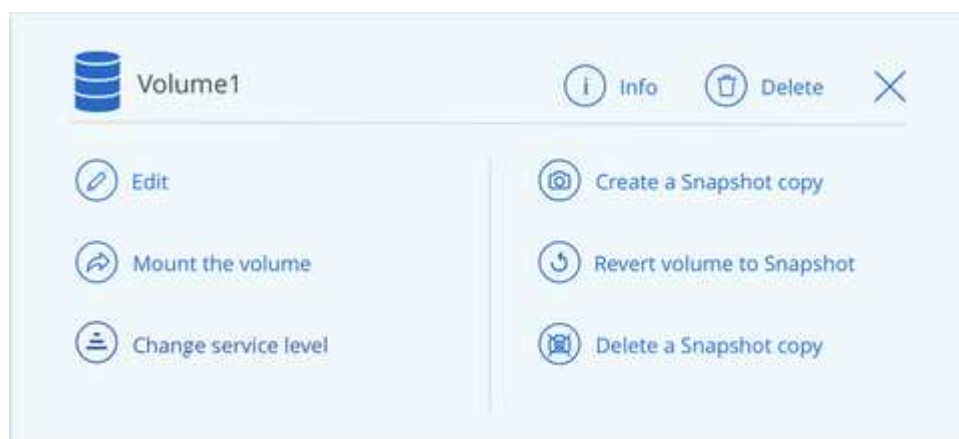 Volume1
Info
Delete
Edit
Create a Snapshot copy
Mount the volume
Revert volume to Snapshot
Change service level
Delete a Snapshot copy